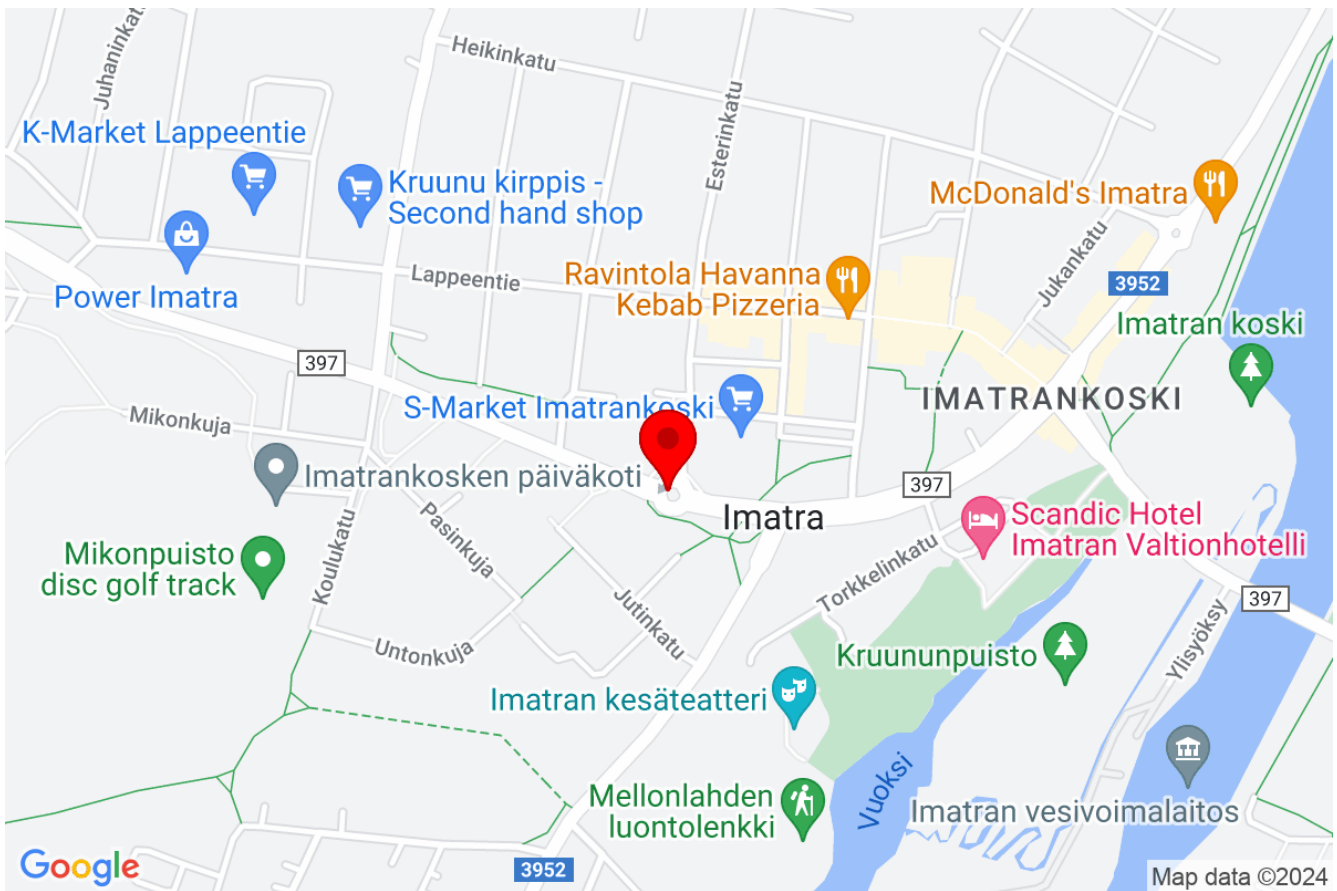 Heikinkatu
Juhaninkatu
Esterinkatu
K-Market Lappeentie
Kruunu kirppis -
Second hand shop
McDonald's Imatra
Jukankatu
Power Imatra
Lappeentie
Ravintola Havanna
Kebab Pizzeria
3952
Imatran koski
397
Mikonkuja
S-Market Imatrankoski
IMATRANKOSKI
Imatrankosken päiväkoti
397
Imatra
Scandic Hotel
Imatran Valtionhotelli
Koulukatu
Pasinkuja
Mikonpuisto
disc golf track
Jutinkatu
Torkkelinkatu
397
Ylisyöksy
Untonkuja
Kruununpuisto
Imatran kesäteatteri
Vuoksi
Mellonlahden
luontolenkki
Imatran vesivoimalaitos
Google
3952
Map data ©2024